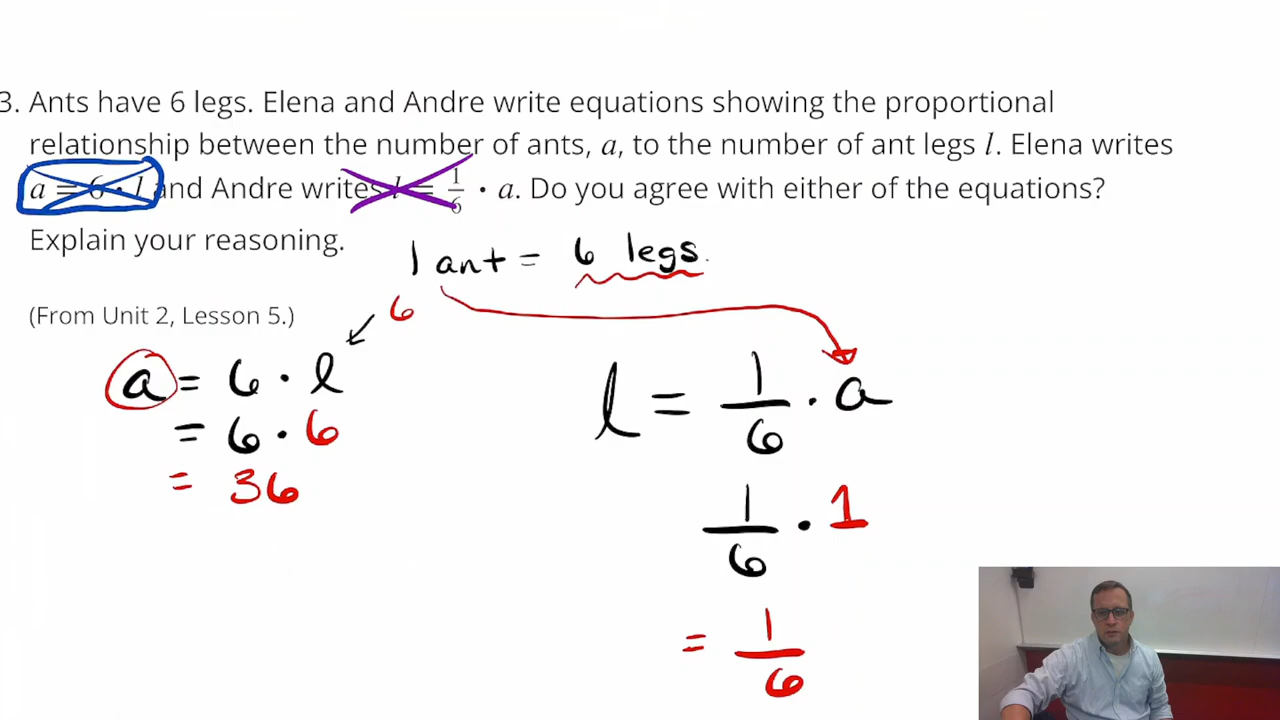 3. Ants have 6 legs. Elena and Andre write equations showing the proportional
relationship between the number of ants, a, to the number of ant legs l. Elena writes
a = 6 · l and Andre writes l = 1/6 · a. Do you agree with either of the equations?
Explain your reasoning.
1 ant = 6 legs.
(From Unit 2, Lesson 5.)
6
a = 6 · l
= 6 · 6
= 36
l = 1/6 · a
1/6 · 1
= 1/6